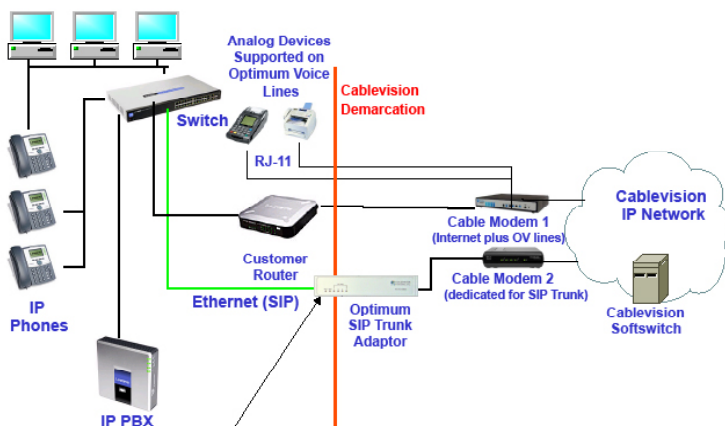 Analog Devices
Supported on
Optimum Voice
Lines
Cablevision
Demarcation
Switch
RJ-11
Cablevision
IP Network
Cable Modem 1
(Internet plus OV lines)
Customer
Router
Cable Modem 2
(dedicated for SIP Trunk)
Ethernet (SIP)
IP
Phones
Optimum
SIP Trunk
Adaptor
Cablevision
Softswitch
IP PBX